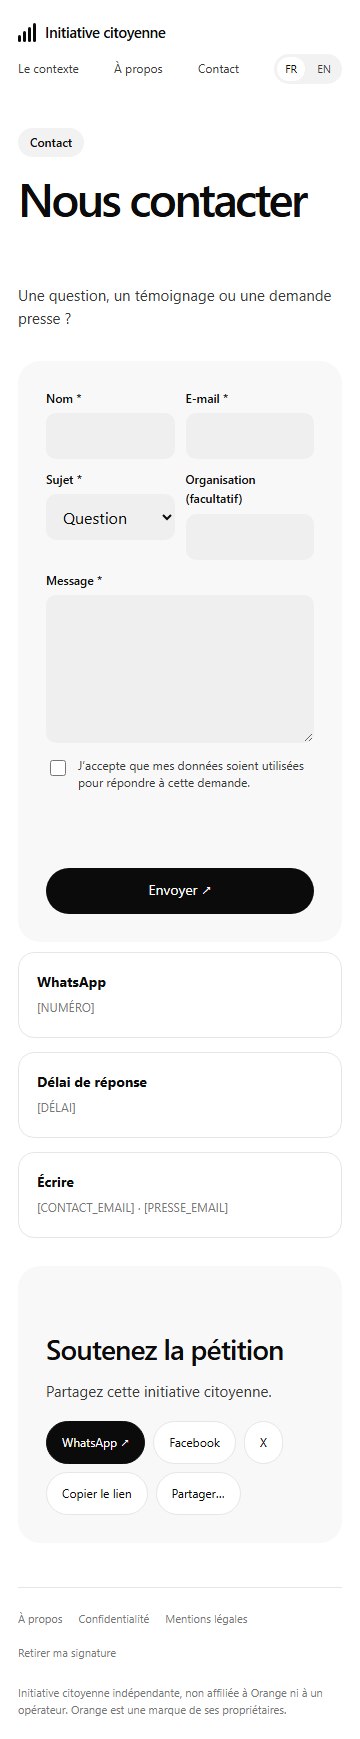 Initiative citoyenne
Le contexte À propos Contact FR EN
Contact
Nous contacter
Une question, un témoignage ou une demande
presse ?
Nom * E-mail *
Sujet * Organisation
(facultatif)
Question
Message *
J'accepte que mes données soient utilisées
pour répondre à cette demande.
Envoyer ↗
WhatsApp
[NUMÉRO]
Délai de réponse
[DÉLAI]
Écrire
[CONTACT_EMAIL] · [PRESSE_EMAIL]
Soutenez la pétition
Partagez cette initiative citoyenne.
WhatsApp ↗ Facebook X
Copier le lien Partager...
À propos Confidentialité Mentions légales
Retirer ma signature
Initiative citoyenne indépendante, non affiliée à Orange ni à un
opérateur. Orange est une marque de ses propriétaires.